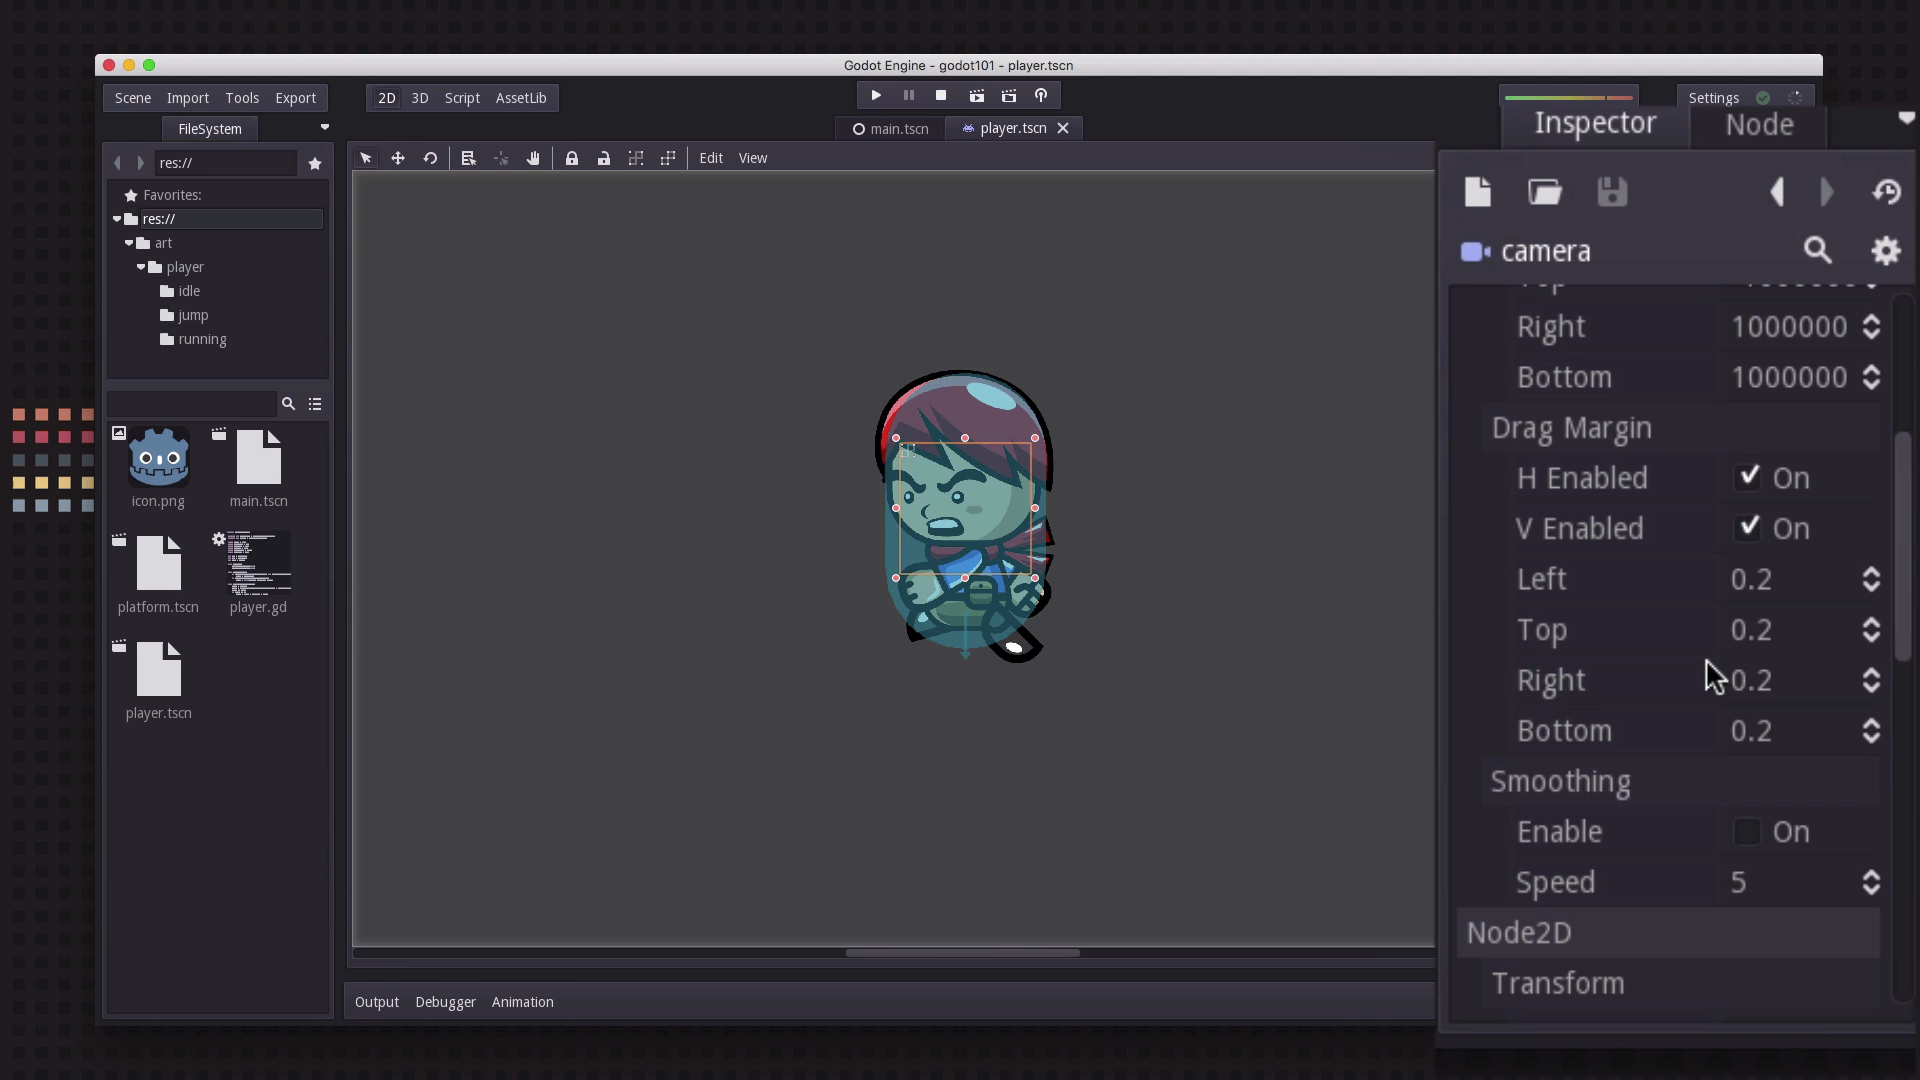 Godot Engine - godot101 - player.tscn
Scene Import Tools Export
2D 3D Script AssetLib
Settings
FileSystem
main.tscn
player.tscn
Inspector
Node
res://
Edit View
Favorites:
res://
art
player
idle
jump
running
icon.png
main.tscn
platform.tscn
player.gd
player.tscn
camera
Right 1000000
Bottom 1000000
Drag Margin
H Enabled On
V Enabled On
Left 0.2
Top 0.2
Right 0.2
Bottom 0.2
Smoothing
Enable On
Speed 5
Node2D
Transform
Output Debugger Animation